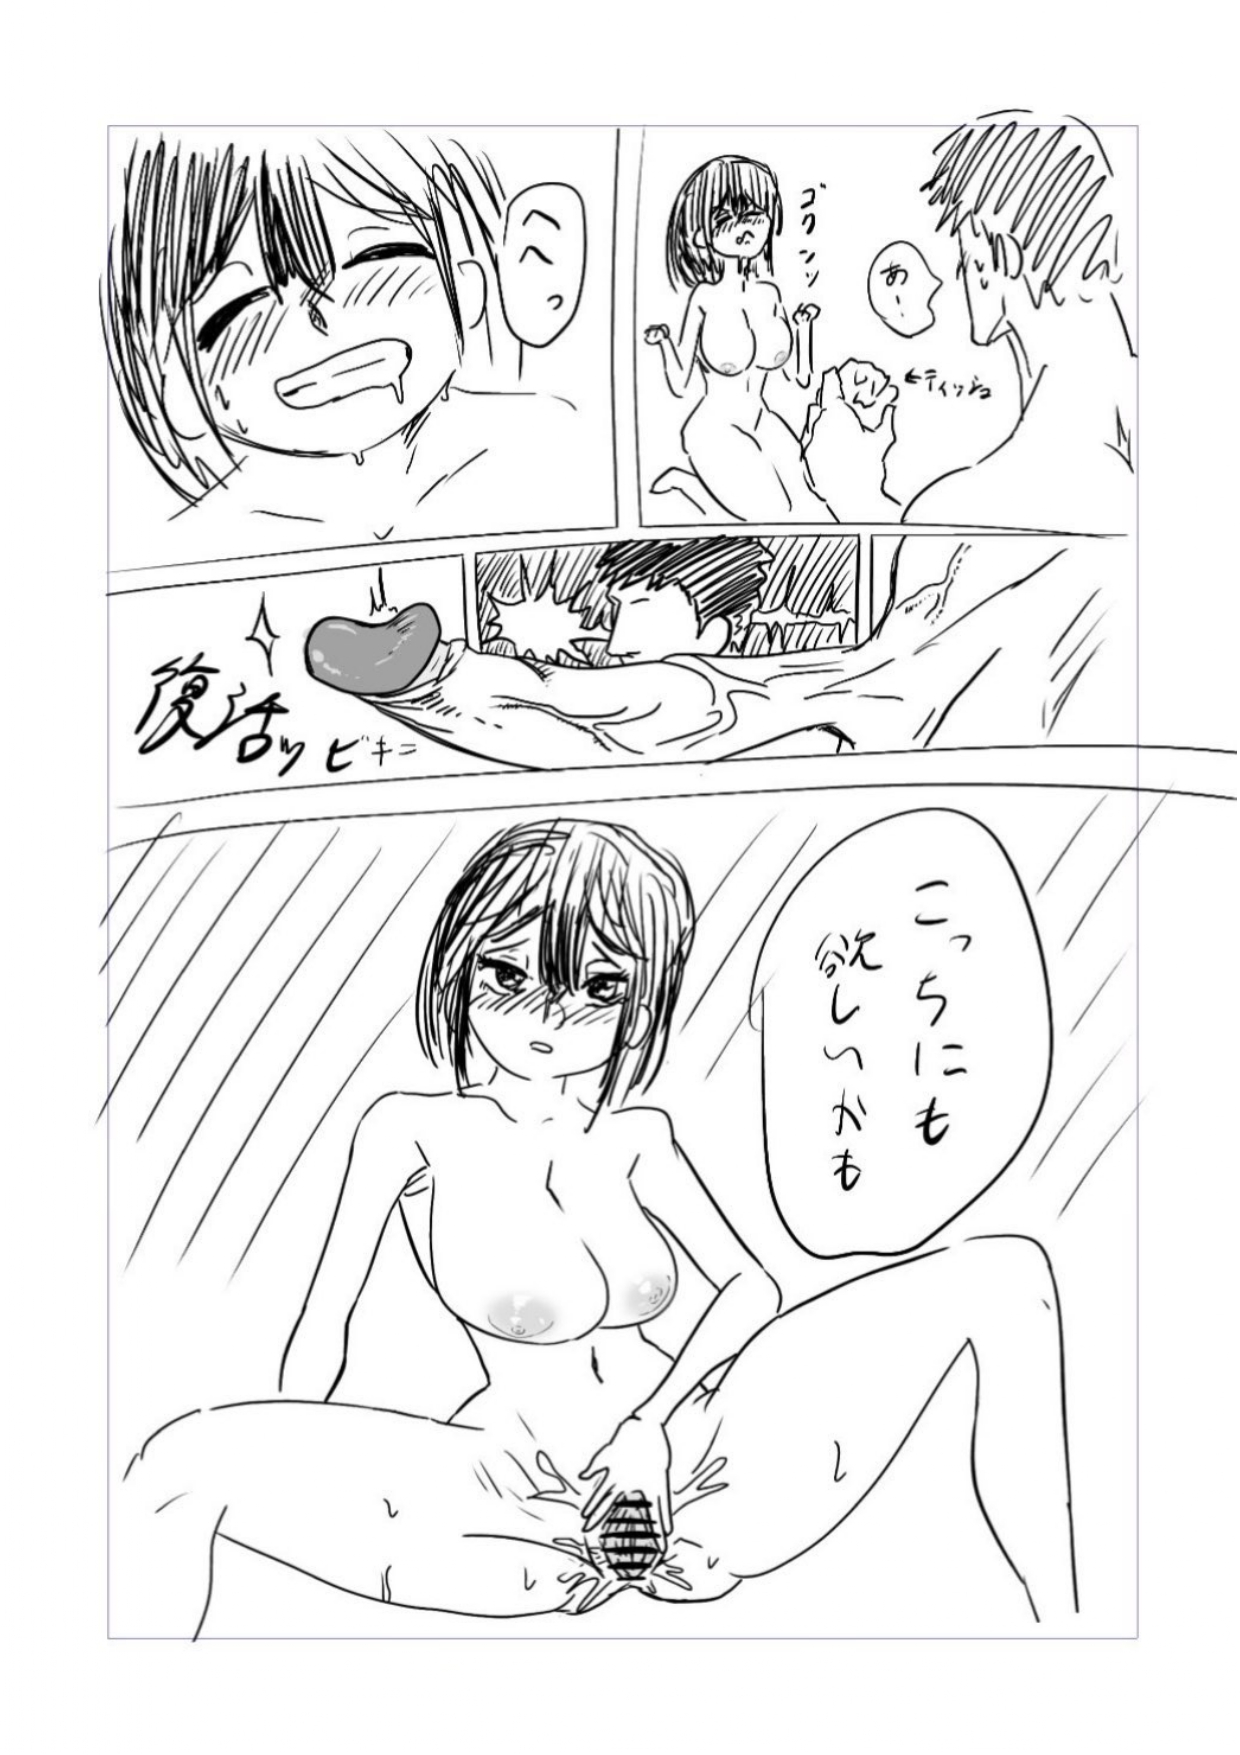 ゴクンッ
あー、
←ティッシュ
へへっ
復活ッ
ビキニ
こっちにも
欲しいかも